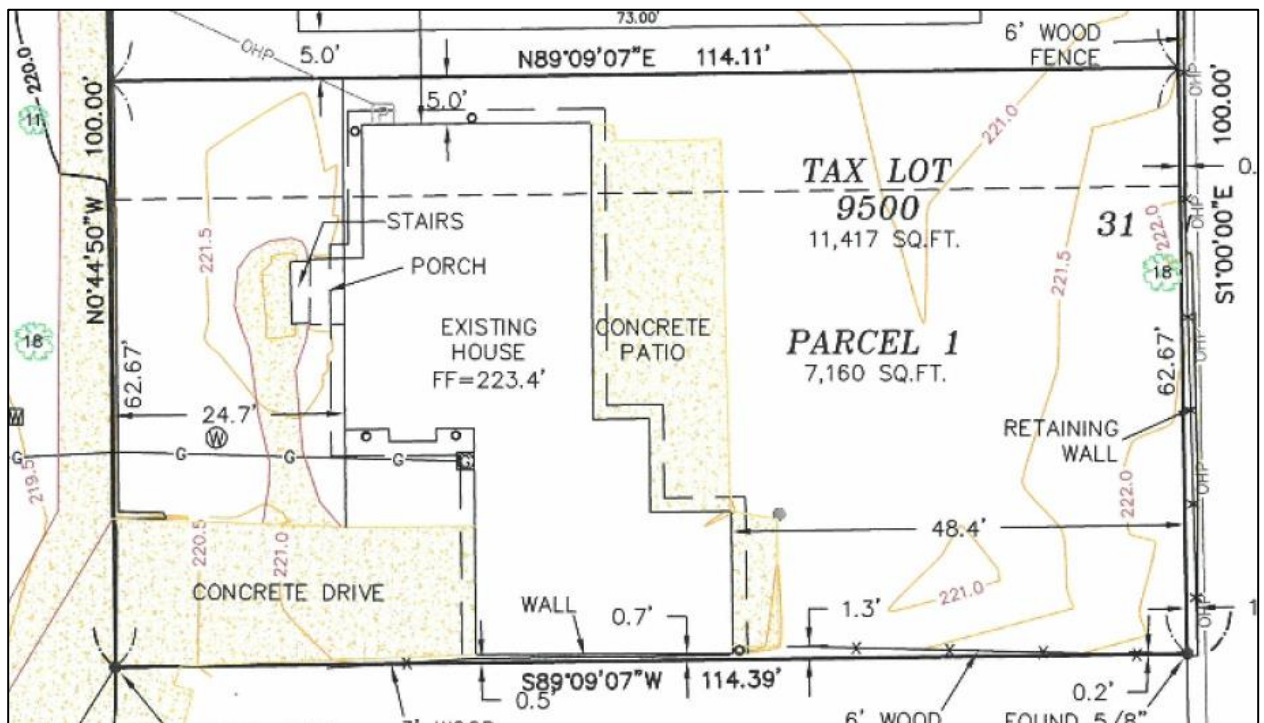 73.00'
6' WOOD
FENCE
OHP
5.0'
N89°09'07"E 114.11'
220.0
11
N0°44'50"W 100.00'
5.0'
221.0
OHP
S1°00'00"E 100.00'
TAX LOT
9500
11,417 SQ.FT.
31
0.
OHP
STAIRS
221.5
222.0
PORCH
221.5
18
18
EXISTING
HOUSE
FF=223.4'
CONCRETE
PATIO
PARCEL 1
7,160 SQ.FT.
62.67'
62.67'
OHP
24.7'
W
W
RETAINING
WALL
G
G
G
G
G
219.5
OHP
222.0
48.4'
220.5
221.0
CONCRETE DRIVE
WALL
0.7'
1.3'
221.0
OHP
1
S89°09'07"W 114.39'
0.5'
0.2'
6' WOOD
FOUND 5/8"